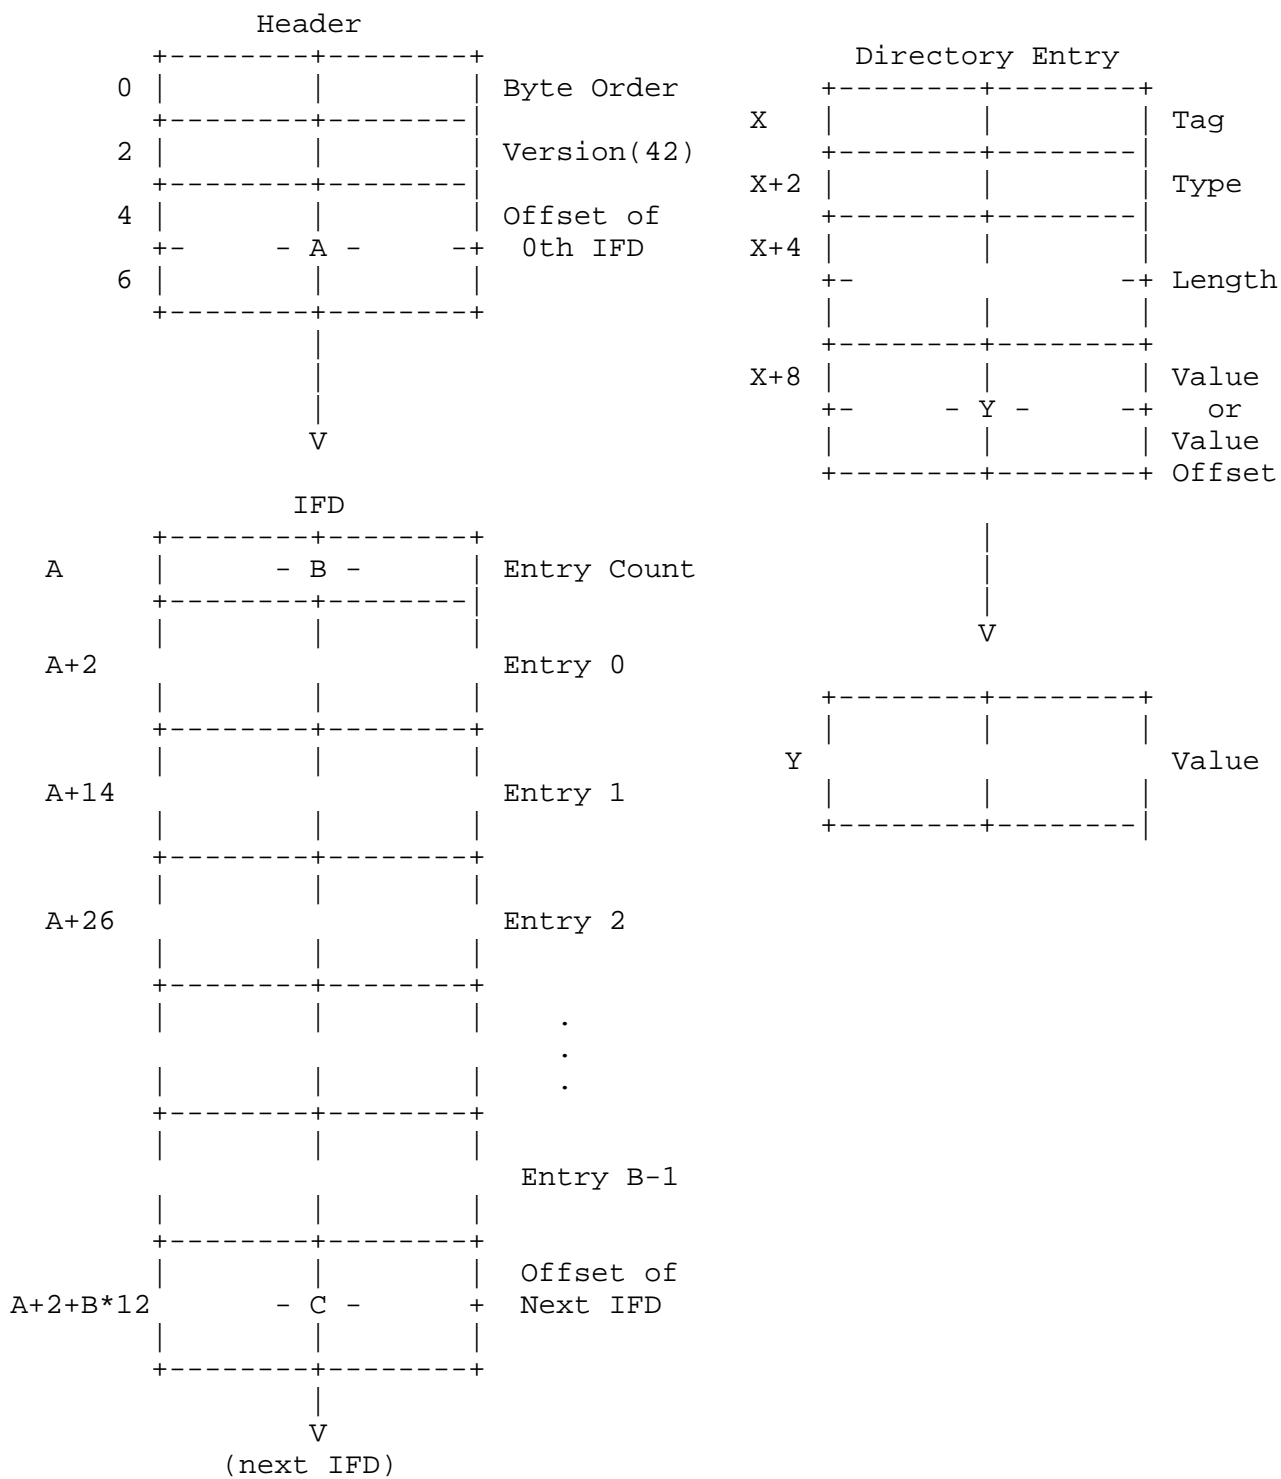 Header
Directory Entry
0 Byte Order
X Tag
2 Version(42)
X+2 Type
4 Offset of
- A - 0th IFD
X+4
6
Length
X+8 Value
- Y - or
V
Value
Offset
IFD
A - B - Entry Count
V
A+2 Entry 0
Y Value
A+14 Entry 1
A+26 Entry 2
.
.
.
Entry B-1
Offset of
A+2+B*12 - C - Next IFD
V
(next IFD)